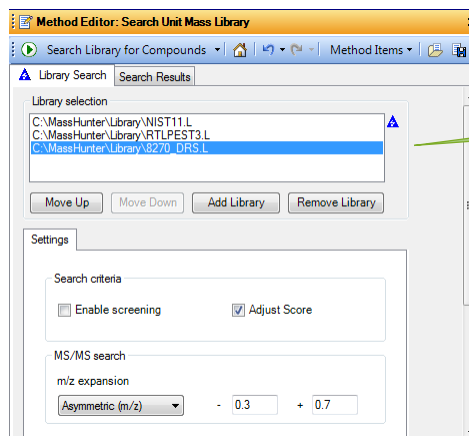 Method Editor: Search Unit Mass Library
Search Library for Compounds Method Items
Library Search Search Results
Library selection
C:\MassHunter\Library\NIST11.L
C:\MassHunter\Library\RTLPEST3.L
C:\MassHunter\Library\8270_DRS.L
Move Up Move Down Add Library Remove Library
Settings
Search criteria
Enable screening Adjust Score
MS/MS search
m/z expansion
Asymmetric (m/z) - 0.3 + 0.7